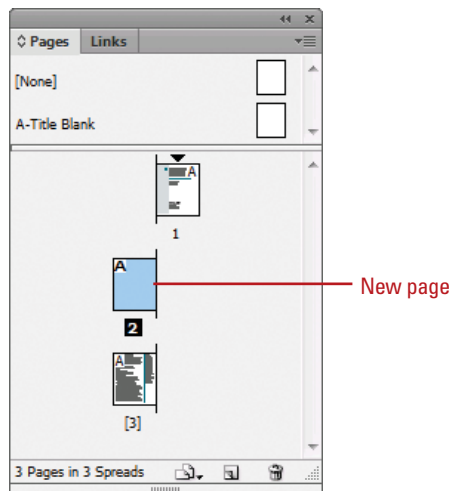 Pages Links
[None]
A-Title Blank
A
1
A
New page
2
A
[3]
3 Pages in 3 Spreads